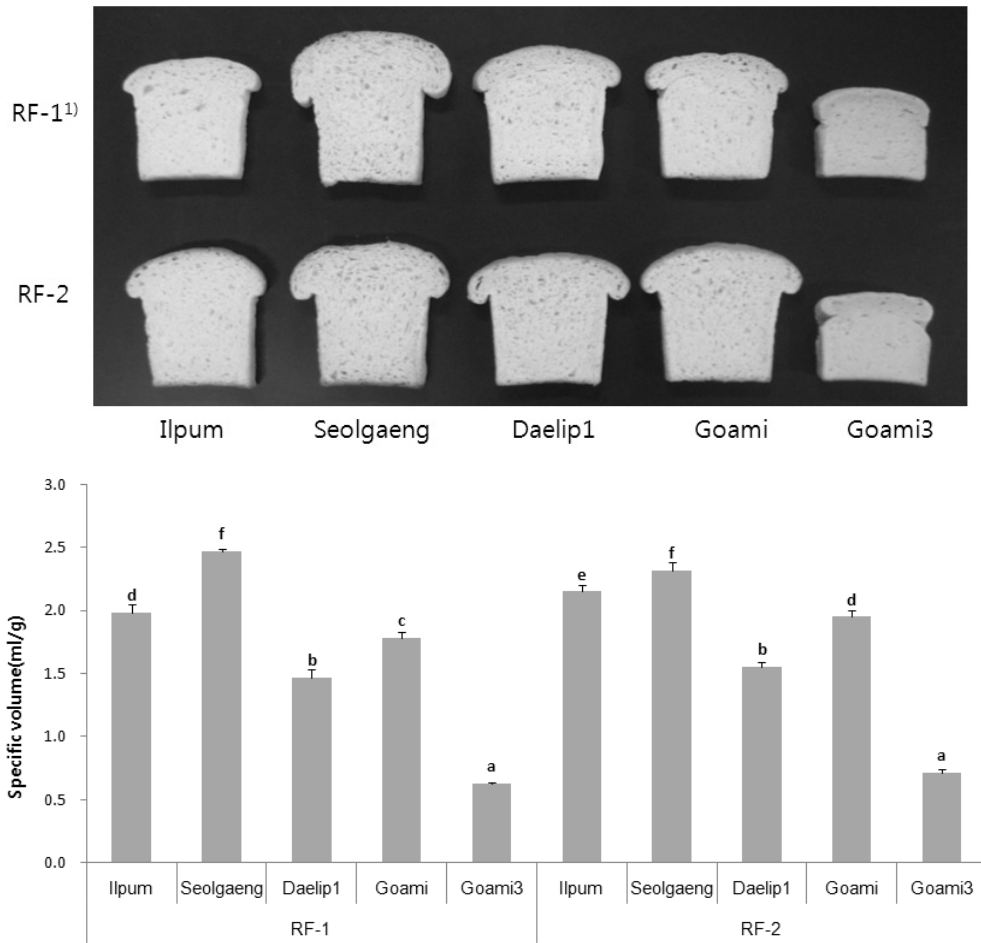 RF-1¹⁾
RF-2
Ilpum Seolgaeng Daelip1 Goami Goami3
Specific volume(ml/g)
3.0
2.5
2.0
1.5
1.0
0.5
0.0
d f b c a e f b d a
Ilpum Seolgaeng Daelip1 Goami Goami3 Ilpum Seolgaeng Daelip1 Goami Goami3
RF-1 RF-2